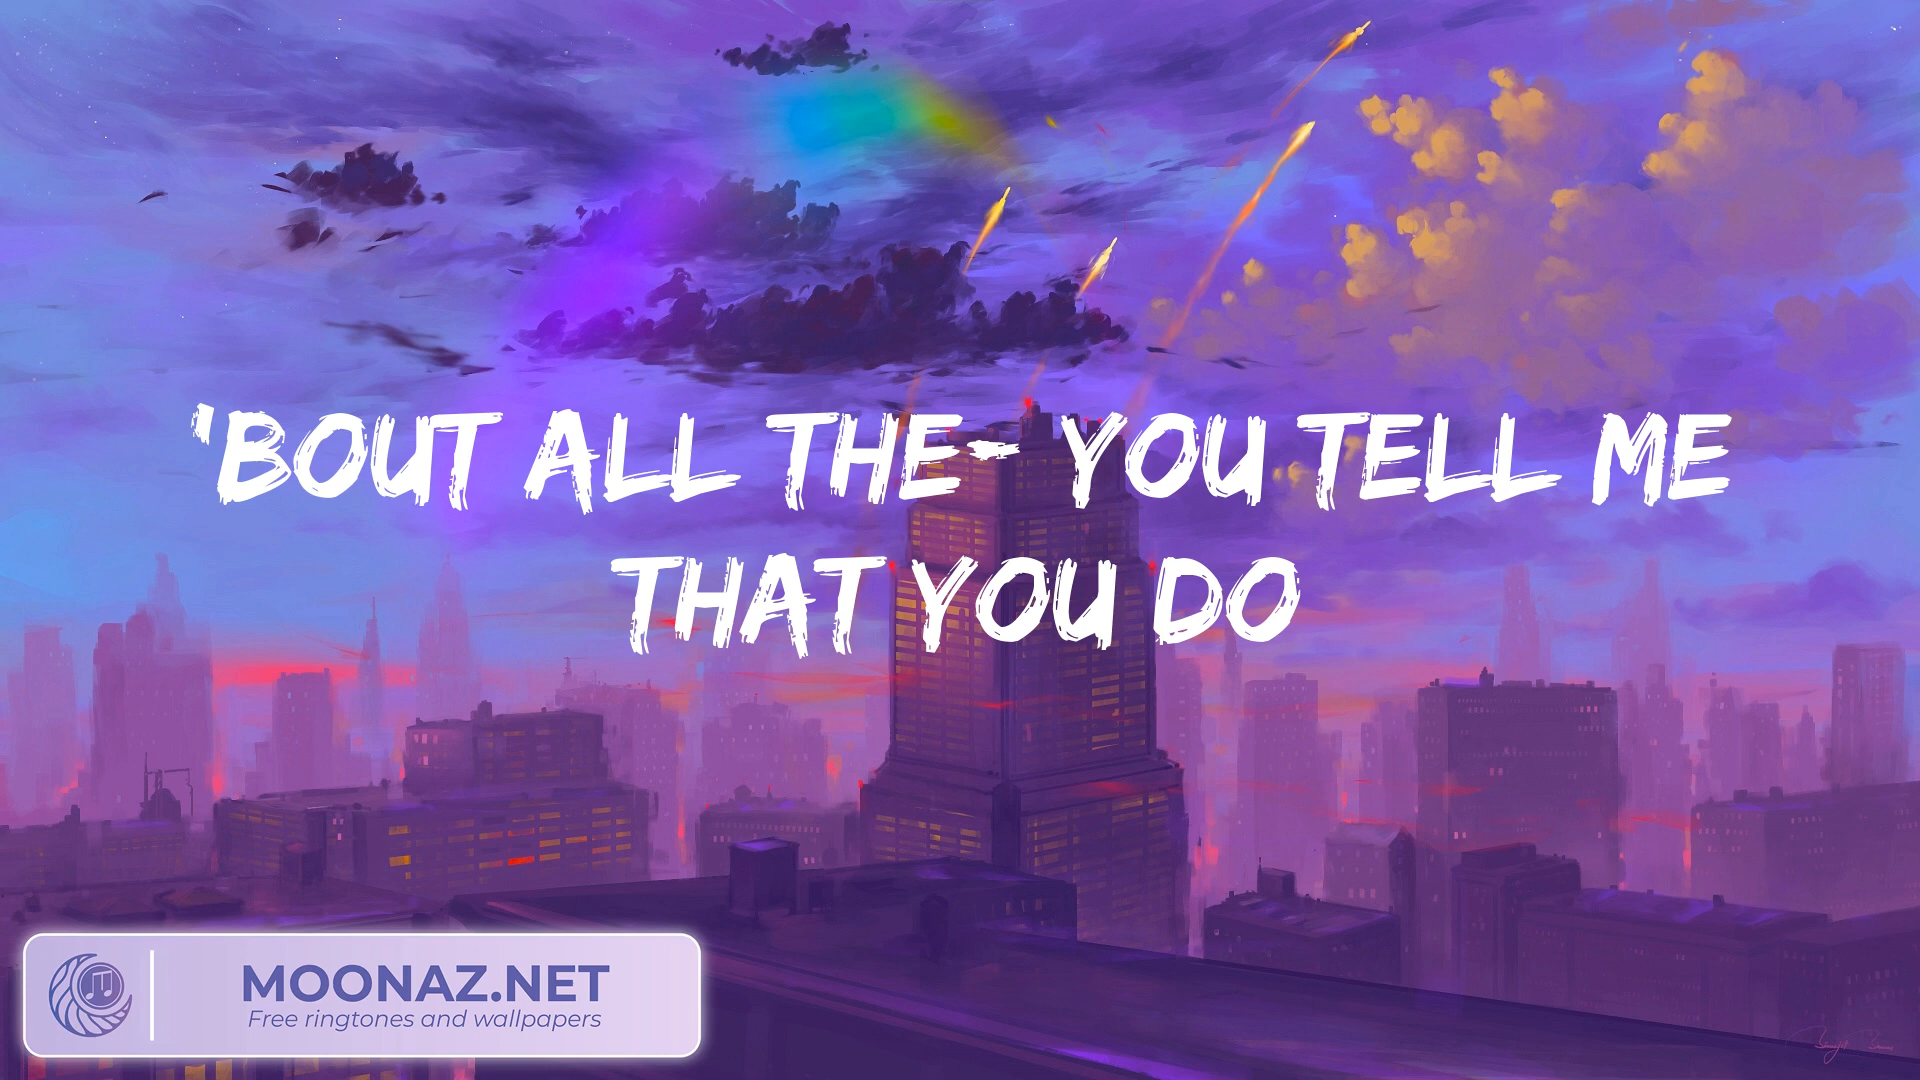 'BOUT ALL THE- YOU TELL ME
THAT YOU DO
MOONAZ.NET
Free ringtones and wallpapers